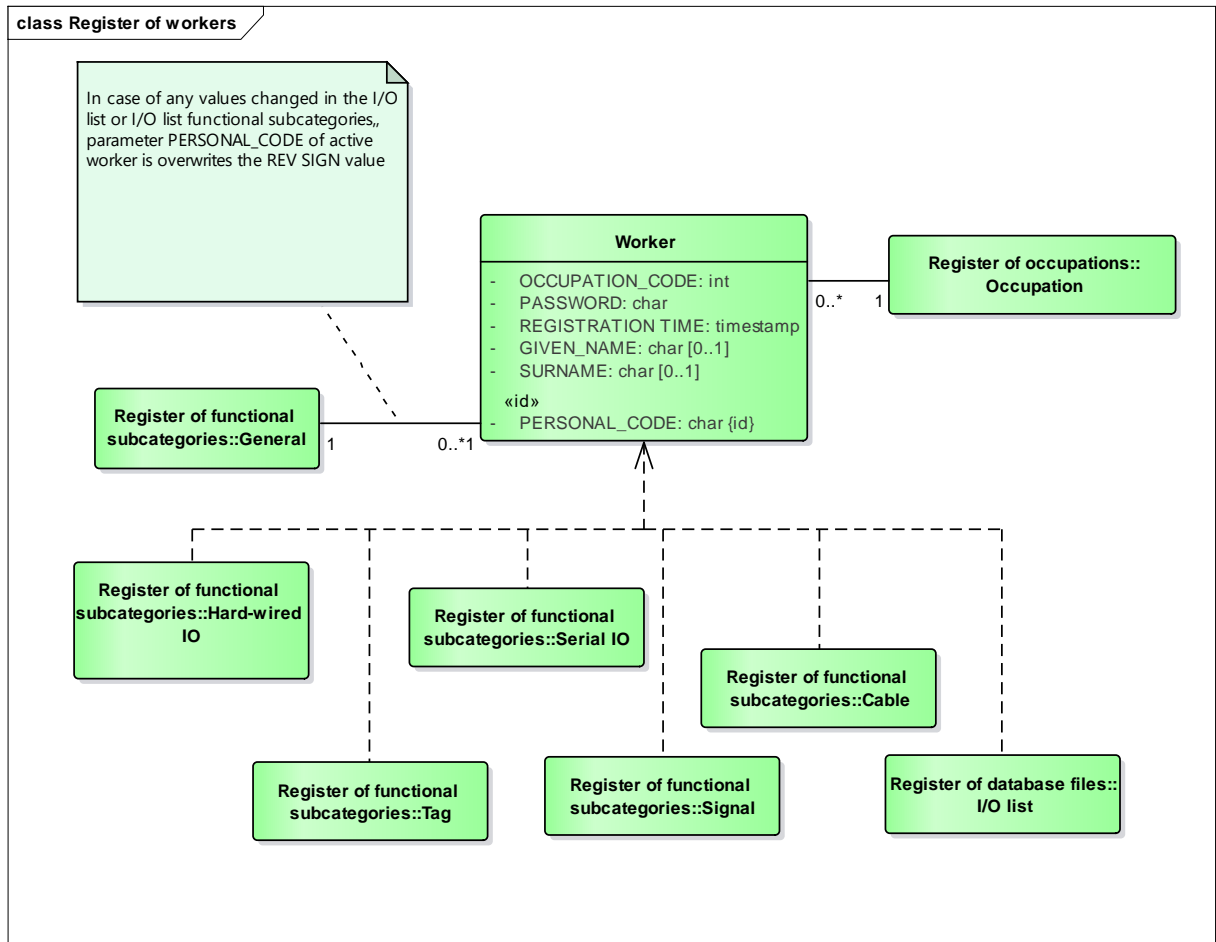 class Register of workers
In case of any values changed in the I/O
list or I/O list functional subcategories,,
parameter PERSONAL_CODE of active
worker is overwrites the REV SIGN value
Worker
- OCCUPATION_CODE: int
- PASSWORD: char
- REGISTRATION TIME: timestamp
- GIVEN_NAME: char [0..1]
- SURNAME: char [0..1]
«id»
- PERSONAL_CODE: char {id}
0..* 1
Register of occupations::
Occupation
Register of functional
subcategories::General
1 0..*1
Register of functional
subcategories::Hard-wired
IO
Register of functional
subcategories::Serial IO
Register of functional
subcategories::Cable
Register of functional
subcategories::Tag
Register of functional
subcategories::Signal
Register of database files::
I/O list